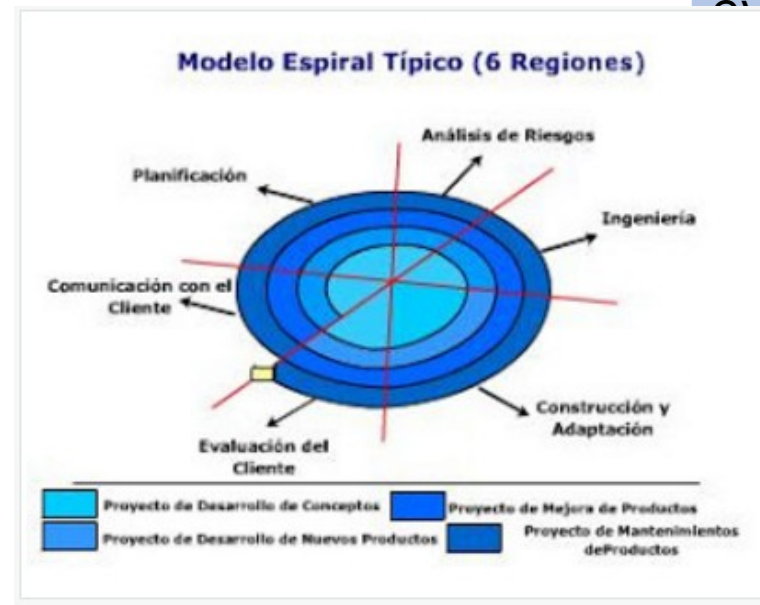 Modelo Espiral Típico (6 Regiones)
Análisis de Riesgos
Planificación
Ingeniería
Comunicación con el
Cliente
Construcción y
Adaptación
Evaluación del
Cliente
Proyecto de Desarrollo de Conceptos
Proyecto de Mejora de Productos
Proyecto de Desarrollo de Nuevos Productos
Proyecto de Mantenimientos
deProductos